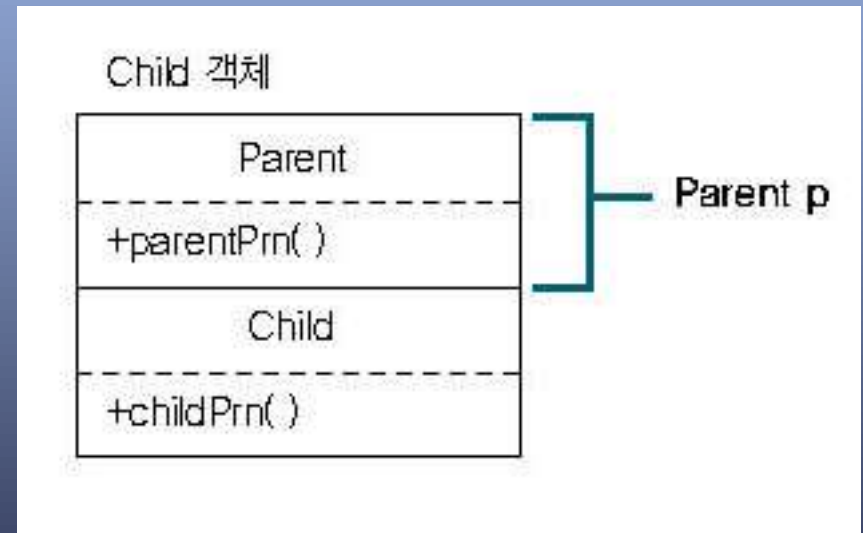 Child 객체
Parent
+parentPrn( )
Parent p
Child
+childPrn( )